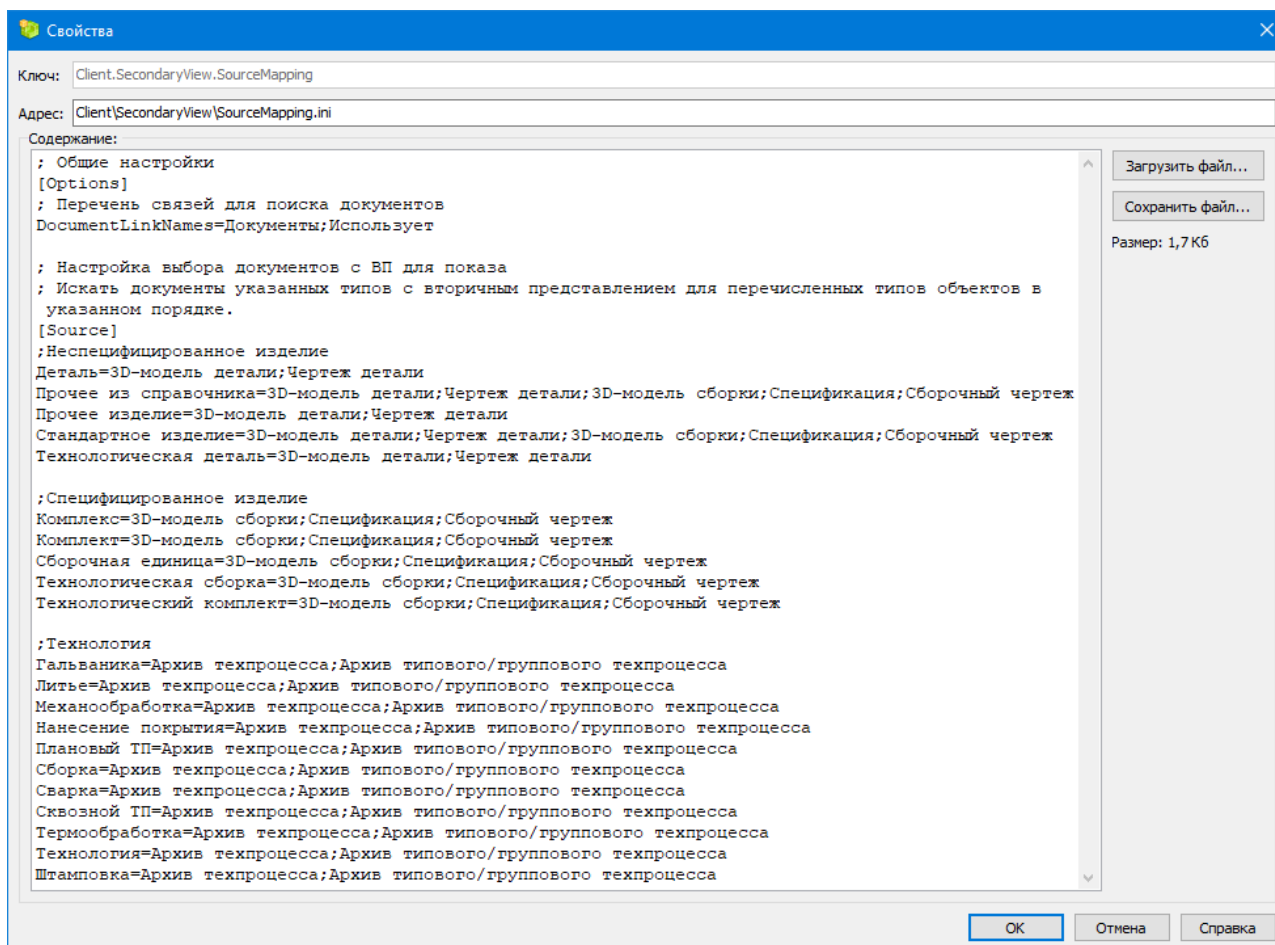 Свойства
Ключ: Client.SecondaryView.SourceMapping
Адрес: Client\SecondaryView\SourceMapping.ini
Содержание:
; Общие настройки
[Options]
; Перечень связей для поиска документов
DocumentLinkNames=Документы;Использует
; Настройка выбора документов с ВП для показа
; Искать документы указанных типов с вторичным представлением для перечисленных типов объектов в
указанном порядке.
[Source]
;Неспецифицированное изделие
Деталь=3D-модель детали;Чертеж детали
Прочее из справочника=3D-модель детали;Чертеж детали;3D-модель сборки;Спецификация;Сборочный чертеж
Прочее изделие=3D-модель детали;Чертеж детали
Стандартное изделие=3D-модель детали;Чертеж детали;3D-модель сборки;Спецификация;Сборочный чертеж
Технологическая деталь=3D-модель детали;Чертеж детали
;Специфицированное изделие
Комплекс=3D-модель сборки;Спецификация;Сборочный чертеж
Комплект=3D-модель сборки;Спецификация;Сборочный чертеж
Сборочная единица=3D-модель сборки;Спецификация;Сборочный чертеж
Технологическая сборка=3D-модель сборки;Спецификация;Сборочный чертеж
Технологический комплект=3D-модель сборки;Спецификация;Сборочный чертеж
;Технология
Гальваника=Архив техпроцесса;Архив типового/группового техпроцесса
Литье=Архив техпроцесса;Архив типового/группового техпроцесса
Механообработка=Архив техпроцесса;Архив типового/группового техпроцесса
Нанесение покрытия=Архив техпроцесса;Архив типового/группового техпроцесса
Плановый ТП=Архив техпроцесса;Архив типового/группового техпроцесса
Сборка=Архив техпроцесса;Архив типового/группового техпроцесса
Сварка=Архив техпроцесса;Архив типового/группового техпроцесса
Сквозной ТП=Архив техпроцесса;Архив типового/группового техпроцесса
Термообработка=Архив техпроцесса;Архив типового/группового техпроцесса
Технология=Архив техпроцесса;Архив типового/группового техпроцесса
Штамповка=Архив техпроцесса;Архив типового/группового техпроцесса
Загрузить файл...
Сохранить файл...
Размер: 1,7 Кб
ОК
Отмена
Справка